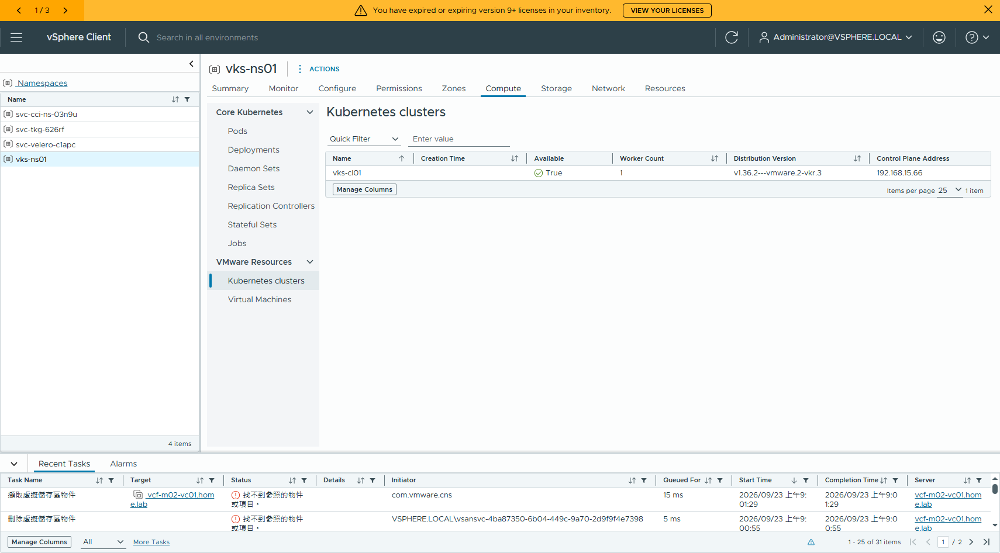 1 / 3
You have expired or expiring version 9+ licenses in your inventory.
VIEW YOUR LICENSES
vSphere Client
Search in all environments
Administrator@VSPHERE.LOCAL
Namespaces
Name
svc-cci-ns-03n9u
svc-tkg-626rf
svc-velero-c1apc
vks-ns01
4 items
vks-ns01
ACTIONS
Summary Monitor Configure Permissions Zones Compute Storage Network Resources
Core Kubernetes
Pods
Deployments
Daemon Sets
Replica Sets
Replication Controllers
Stateful Sets
Jobs
VMware Resources
Kubernetes clusters
Virtual Machines
Kubernetes clusters
Quick Filter Enter value
Name Creation Time Available Worker Count Distribution Version Control Plane Address
vks-cl01 True 1 v1.36.2---vmware.2-vkr.3 192.168.15.66
Manage Columns Items per page 25 1 item
Recent Tasks Alarms
Task Name Target Status Details Initiator Queued For Start Time Completion Time Server
擷取虛擬儲存區物件 vcf-m02-vc01.hom 找不到參照的物件 com.vmware.cns 15 ms 2026/09/23 上午9: 2026/09/23 上午9:0 vcf-m02-vc01.hom
e.lab 或項目。 01:29 1:29 e.lab
刪除虛擬儲存區物件 找不到參照的物件 VSPHERE.LOCAL\vsansvc-4ba87350-6b04-449c-9a70-2d9f9f4e7398 5 ms 2026/09/23 上午9: 2026/09/23 上午9:0 vcf-m02-vc01.hom
或項目。 00:55 0:55 e.lab
Manage Columns All More Tasks 1 - 25 of 31 items 1 / 2